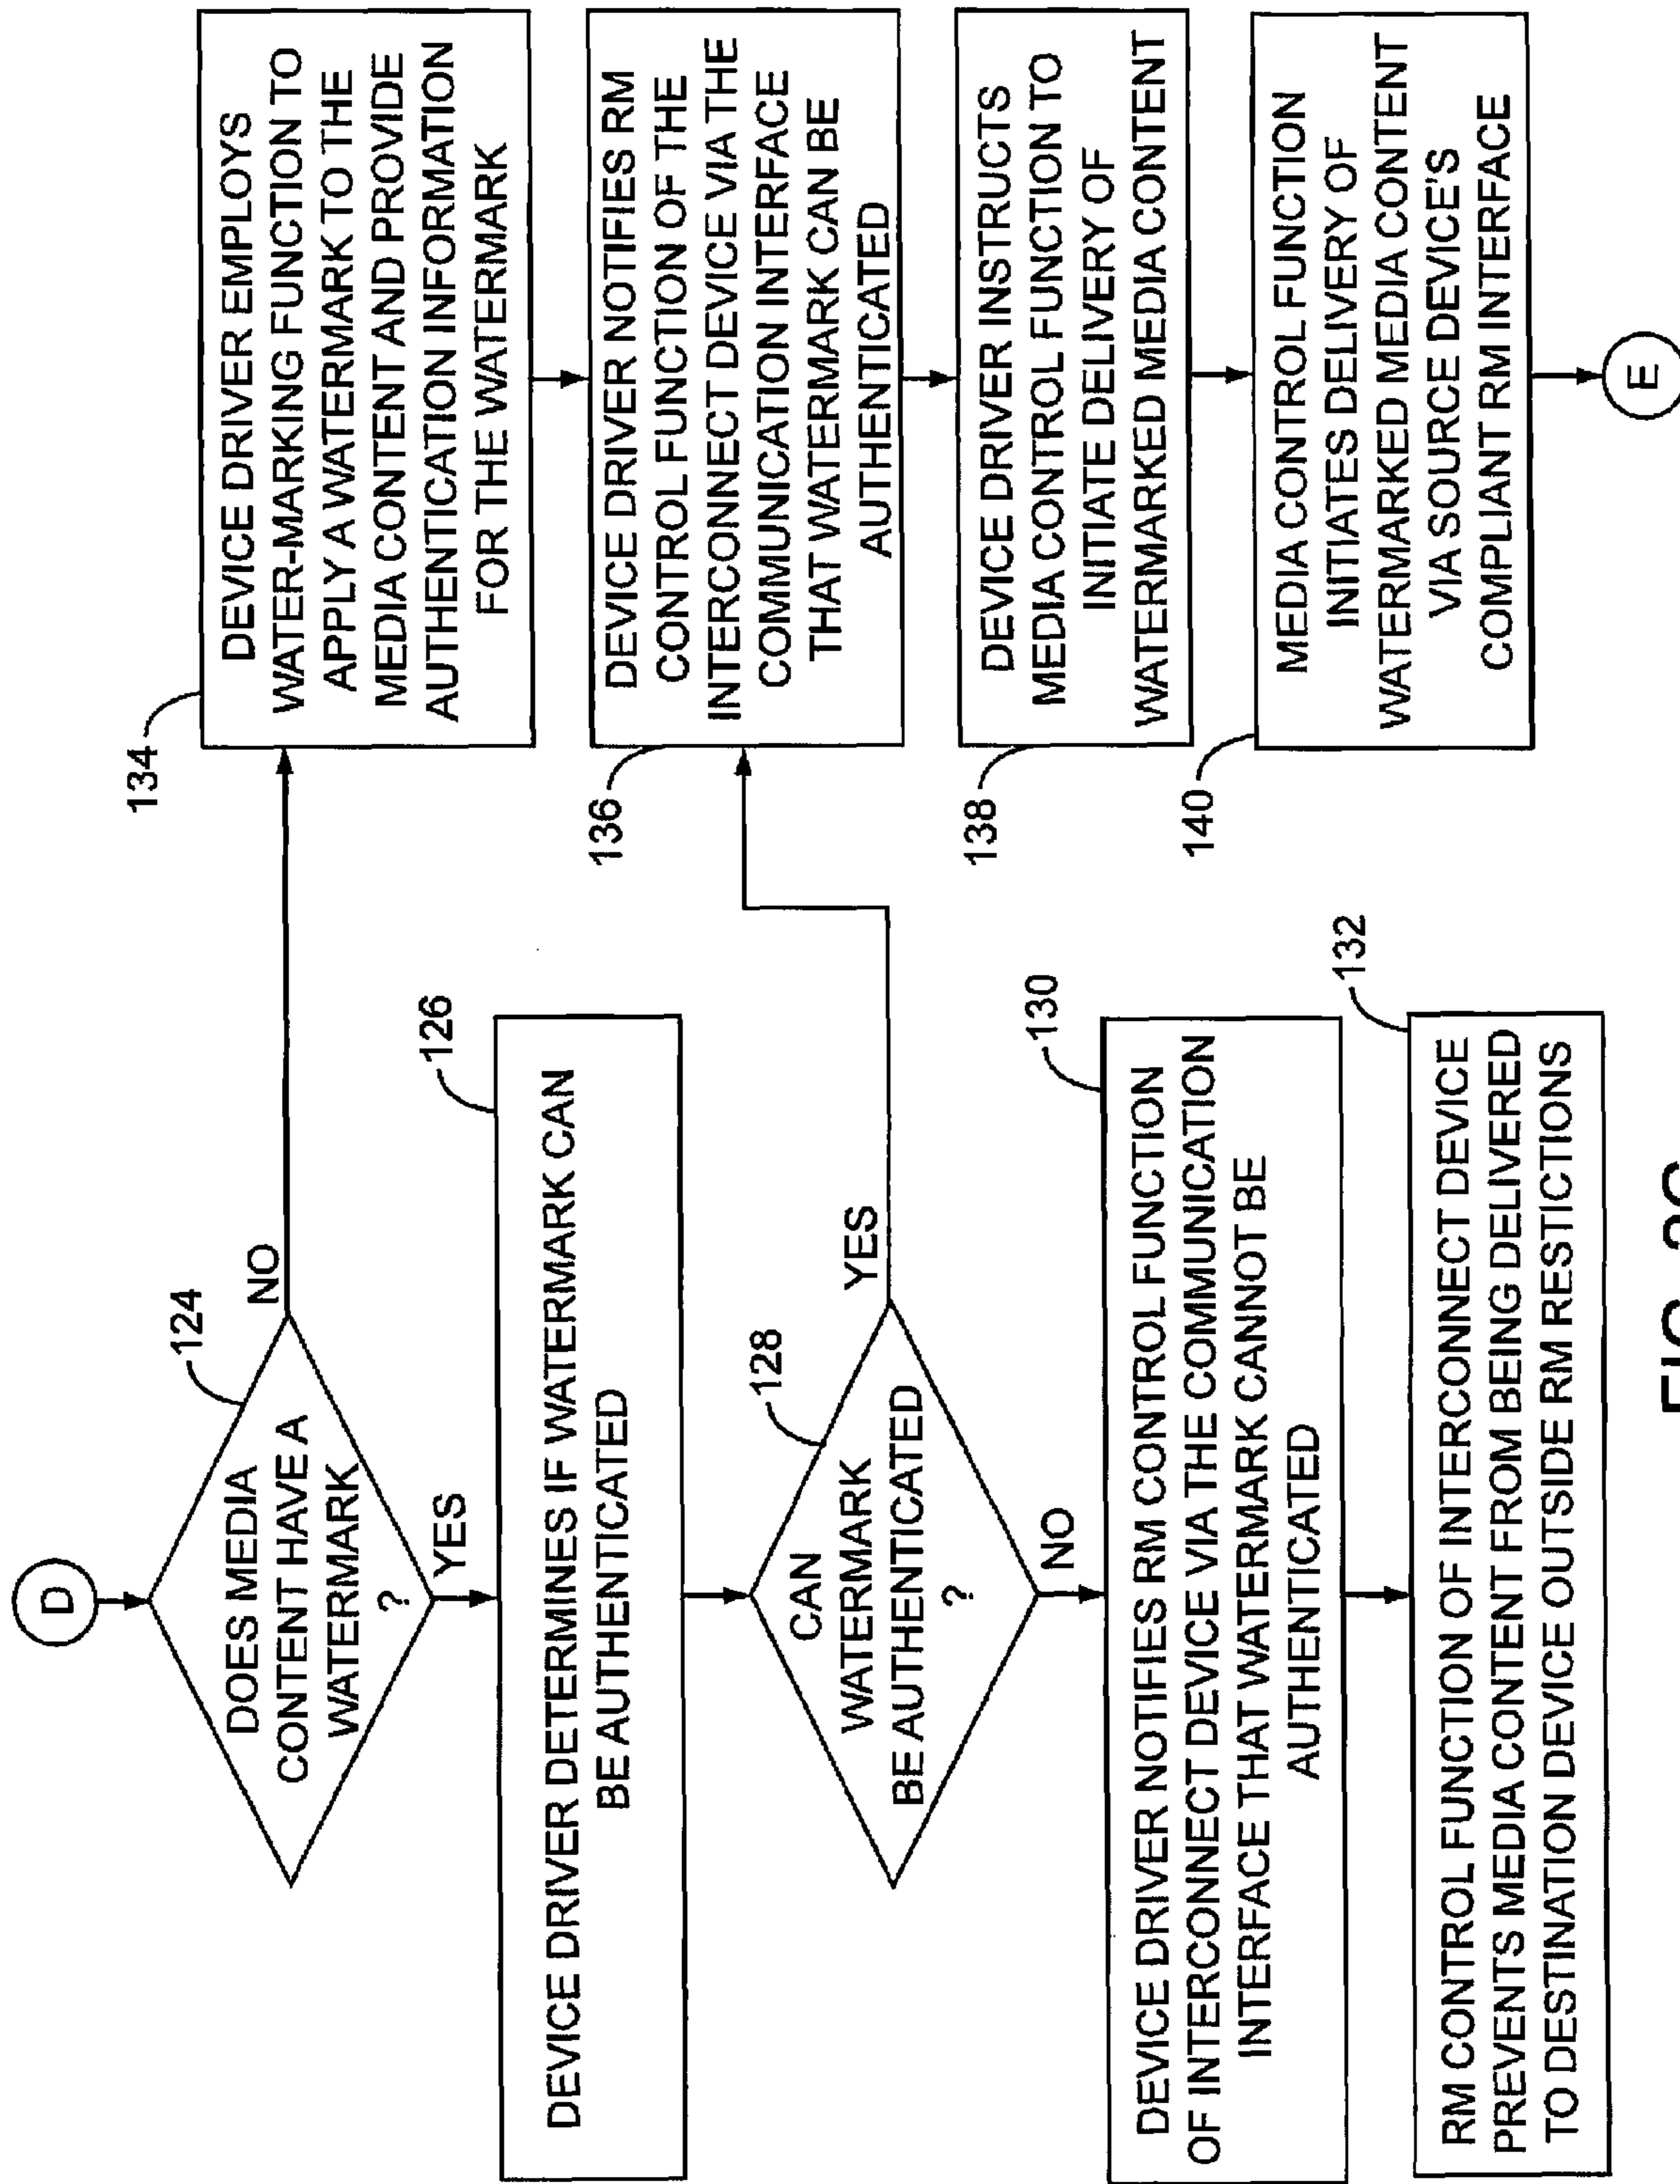 D
DOES MEDIA
CONTENT HAVE A
WATERMARK
?
124
NO
YES
DEVICE DRIVER DETERMINES IF WATERMARK CAN
BE AUTHENTICATED
126
CAN
WATERMARK
BE AUTHENTICATED
?
128
YES
NO
DEVICE DRIVER NOTIFIES RM CONTROL FUNCTION
OF INTERCONNECT DEVICE VIA THE COMMUNICATION
INTERFACE THAT WATERMARK CANNOT BE
AUTHENTICATED
130
RM CONTROL FUNCTION OF INTERCONNECT DEVICE
PREVENTS MEDIA CONTENT FROM BEING DELIVERED
TO DESTINATION DEVICE OUTSIDE RM RESTICTIONS
132
134
DEVICE DRIVER EMPLOYS
WATER-MARKING FUNCTION TO
APPLY A WATERMARK TO THE
MEDIA CONTENT AND PROVIDE
AUTHENTICATION INFORMATION
FOR THE WATERMARK
136
DEVICE DRIVER NOTIFIES RM
CONTROL FUNCTION OF THE
INTERCONNECT DEVICE VIA THE
COMMUNICATION INTERFACE
THAT WATERMARK CAN BE
AUTHENTICATED
138
DEVICE DRIVER INSTRUCTS
MEDIA CONTROL FUNCTION TO
INITIATE DELIVERY OF
WATERMARKED MEDIA CONTENT
140
MEDIA CONTROL FUNCTION
INITIATES DELIVERY OF
WATERMARKED MEDIA CONTENT
VIA SOURCE DEVICE'S
COMPLIANT RM INTERFACE
E